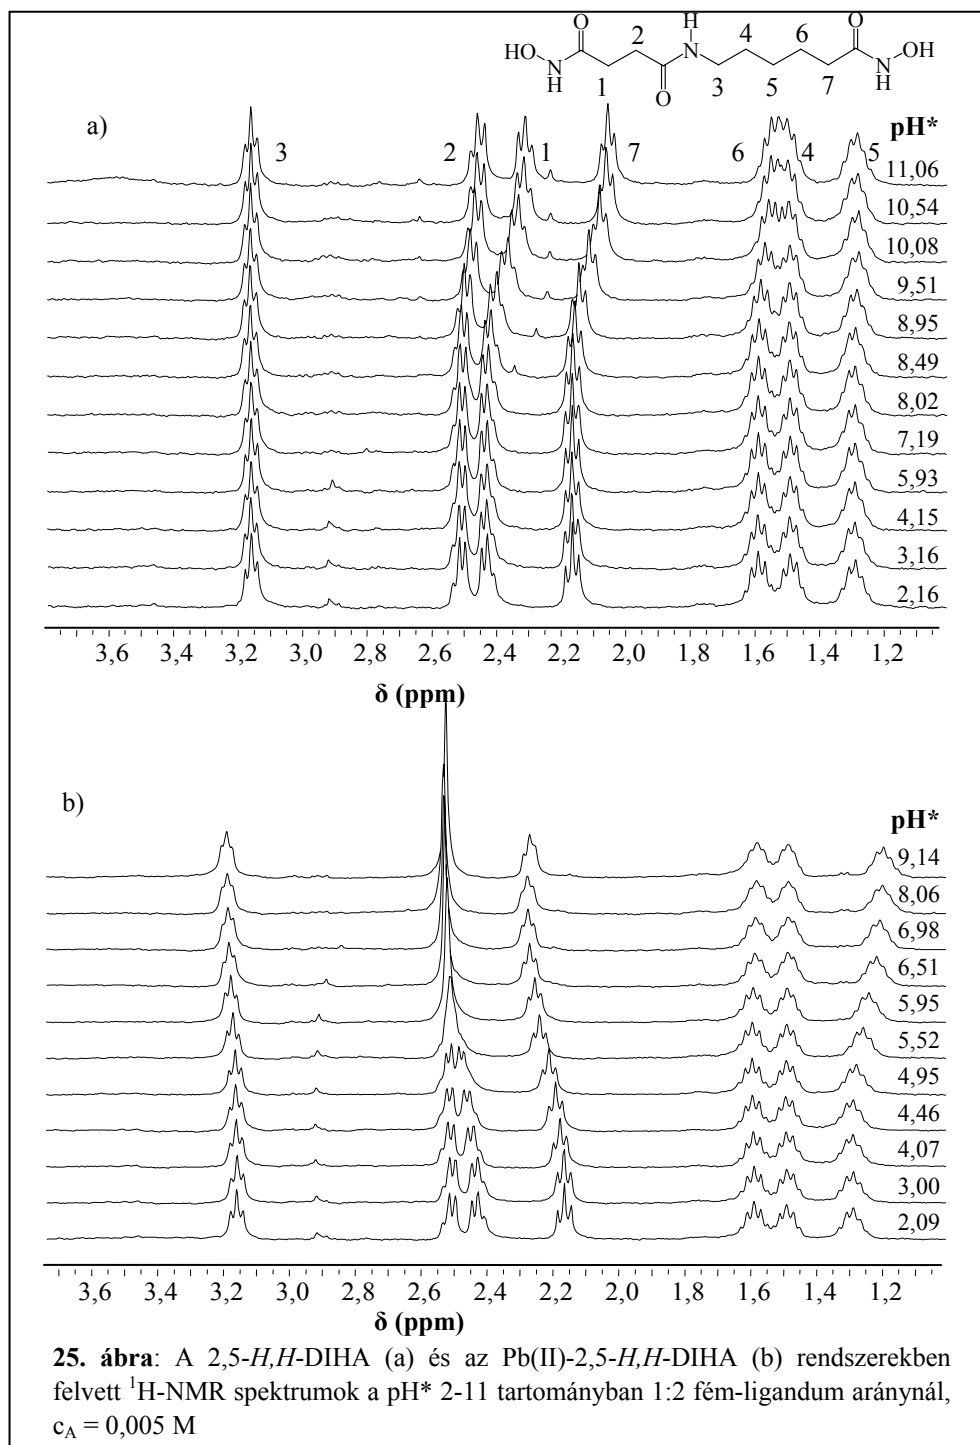 O
H
O
HO
2
N
4
6
OH
N
H
N
H
1
O
3
5
7
a)
pH*
3
2
1
7
6
4
5
11,06
10,54
10,08
9,51
8,95
8,49
8,02
7,19
5,93
4,15
3,16
2,16
3,6 3,4 3,2 3,0 2,8 2,6 2,4 2,2 2,0 1,8 1,6 1,4 1,2
δ (ppm)
b)
pH*
9,14
8,06
6,98
6,51
5,95
5,52
4,95
4,46
4,07
3,00
2,09
3,6 3,4 3,2 3,0 2,8 2,6 2,4 2,2 2,0 1,8 1,6 1,4 1,2
δ (ppm)
25. ábra: A 2,5-H,H-DIHA (a) és az Pb(II)-2,5-H,H-DIHA (b) rendszerekben
felvett ¹H-NMR spektrumok a pH* 2-11 tartományban 1:2 fém-ligandum aránynál,
c_A = 0,005 M